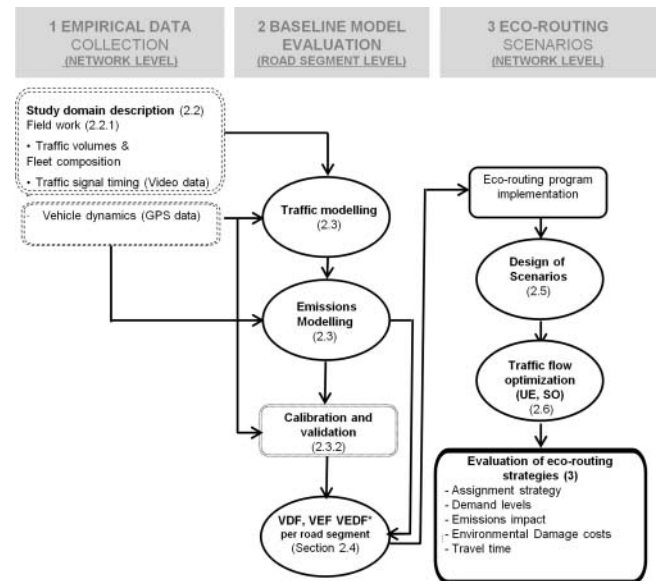 1 EMPIRICAL DATA
COLLECTION
(NETWORK LEVEL)
2 BASELINE MODEL
EVALUATION
(ROAD SEGMENT LEVEL)
3 ECO-ROUTING
SCENARIOS
(NETWORK LEVEL)
Study domain description (2.2)
Field work (2.2.1)
• Traffic volumes &
Fleet composition
• Traffic signal timing (Video data)
Vehicle dynamics (GPS data)
Traffic modelling
(2.3)
Emissions
Modelling
(2.3)
Calibration and
validation
(2.3.2)
VDF, VEF VEDF*
per road segment
(Section 2.4)
Eco-routing program
implementation
Design of
Scenarios
(2.5)
Traffic flow
optimization
(UE, SO)
(2.6)
Evaluation of eco-routing
strategies (3)
- Assignment strategy
- Demand levels
- Emissions impact
- Environmental Damage costs
- Travel time